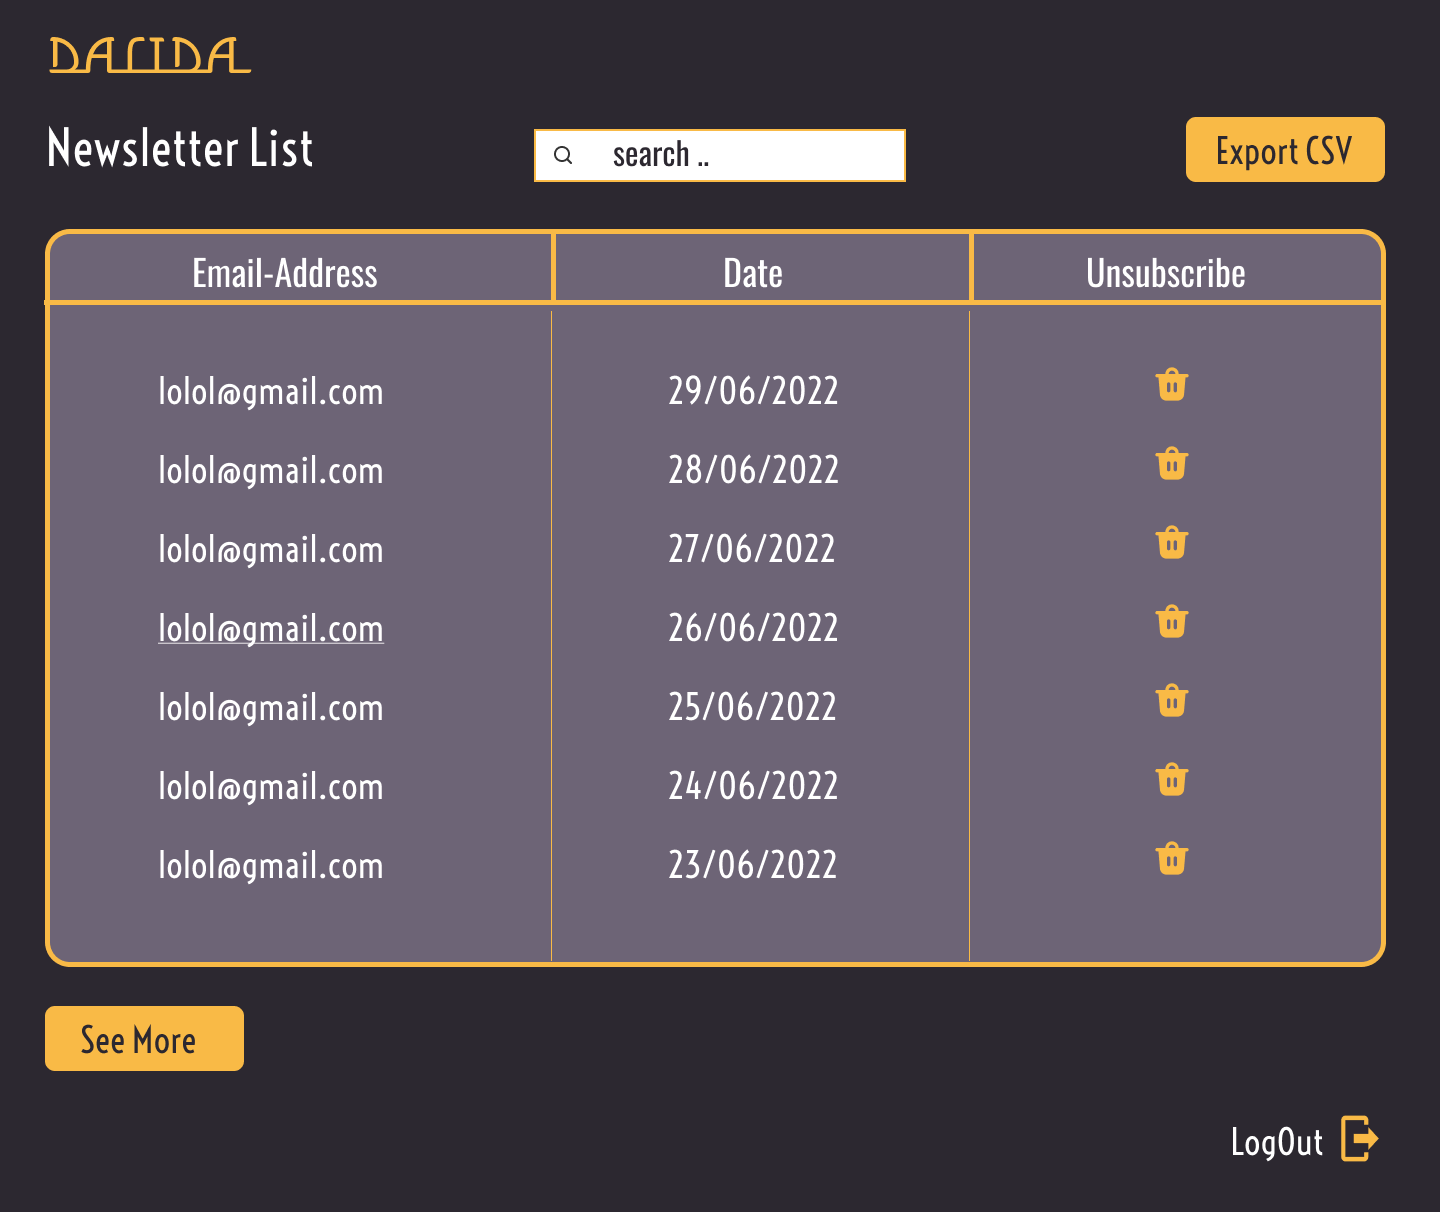 DALIDA
Newsletter List
search ..
Export CSV
Email-Address Date Unsubscribe
lolol@gmail.com 29/06/2022
lolol@gmail.com 28/06/2022
lolol@gmail.com 27/06/2022
lolol@gmail.com 26/06/2022
lolol@gmail.com 25/06/2022
lolol@gmail.com 24/06/2022
lolol@gmail.com 23/06/2022
See More
LogOut